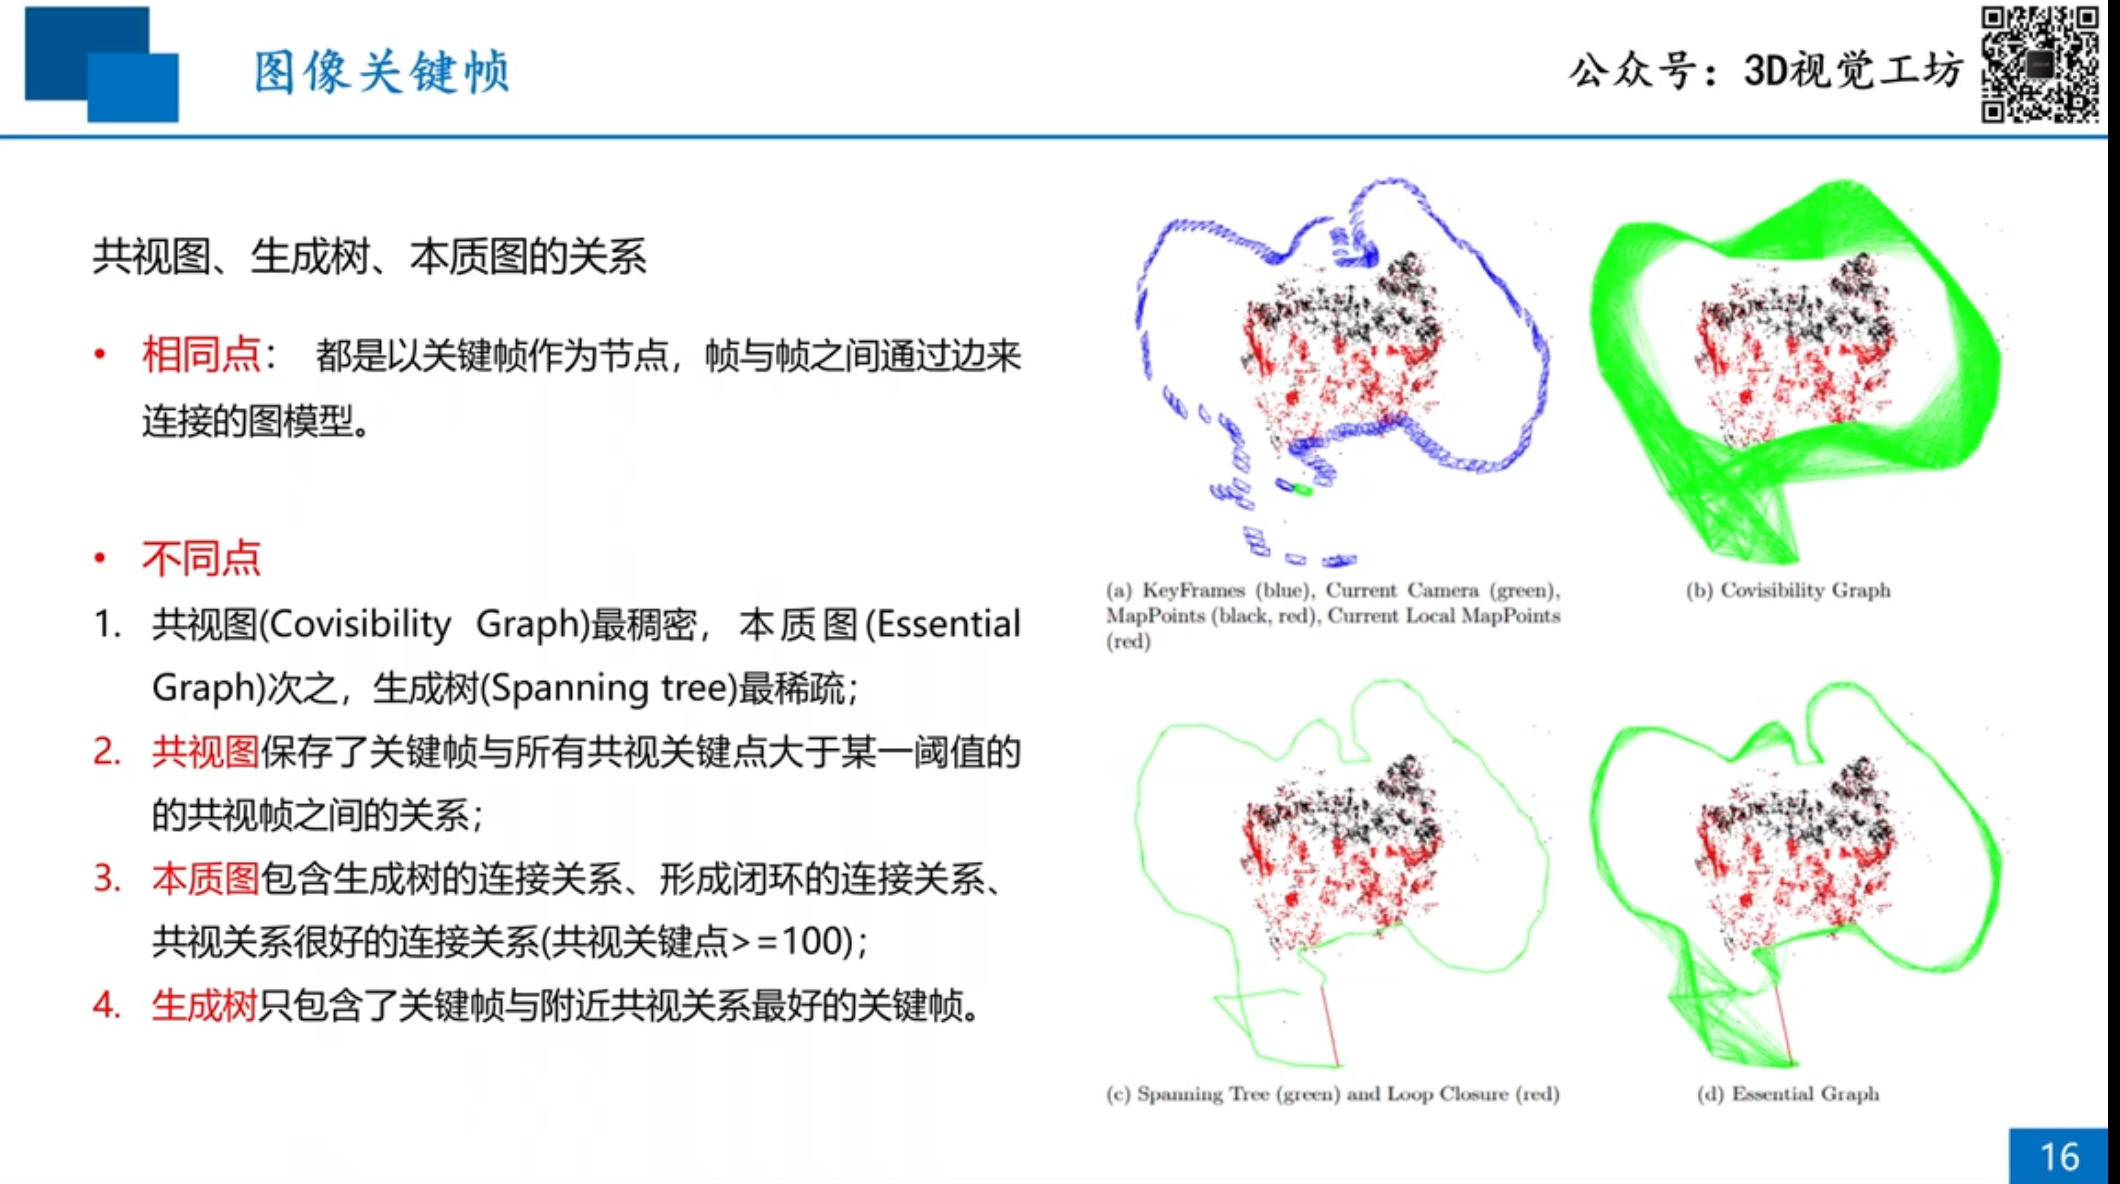 图像关键帧
公众号：3D视觉工坊
共视图、生成树、本质图的关系
• 相同点： 都是以关键帧作为节点，帧与帧之间通过边来
连接的图模型。
• 不同点
1. 共视图(Covisibility Graph)最稠密，本质图(Essential
Graph)次之，生成树(Spanning tree)最稀疏；
2. 共视图保存了关键帧与所有共视关键点大于某一阈值的
的共视帧之间的关系；
3. 本质图包含生成树的连接关系、形成闭环的连接关系、
共视关系很好的连接关系(共视关键点>=100)；
4. 生成树只包含了关键帧与附近共视关系最好的关键帧。
(a) KeyFrames (blue), Current Camera (green),
MapPoints (black, red), Current Local MapPoints
(red)
(b) Covisibility Graph
(c) Spanning Tree (green) and Loop Closure (red)
(d) Essential Graph
16